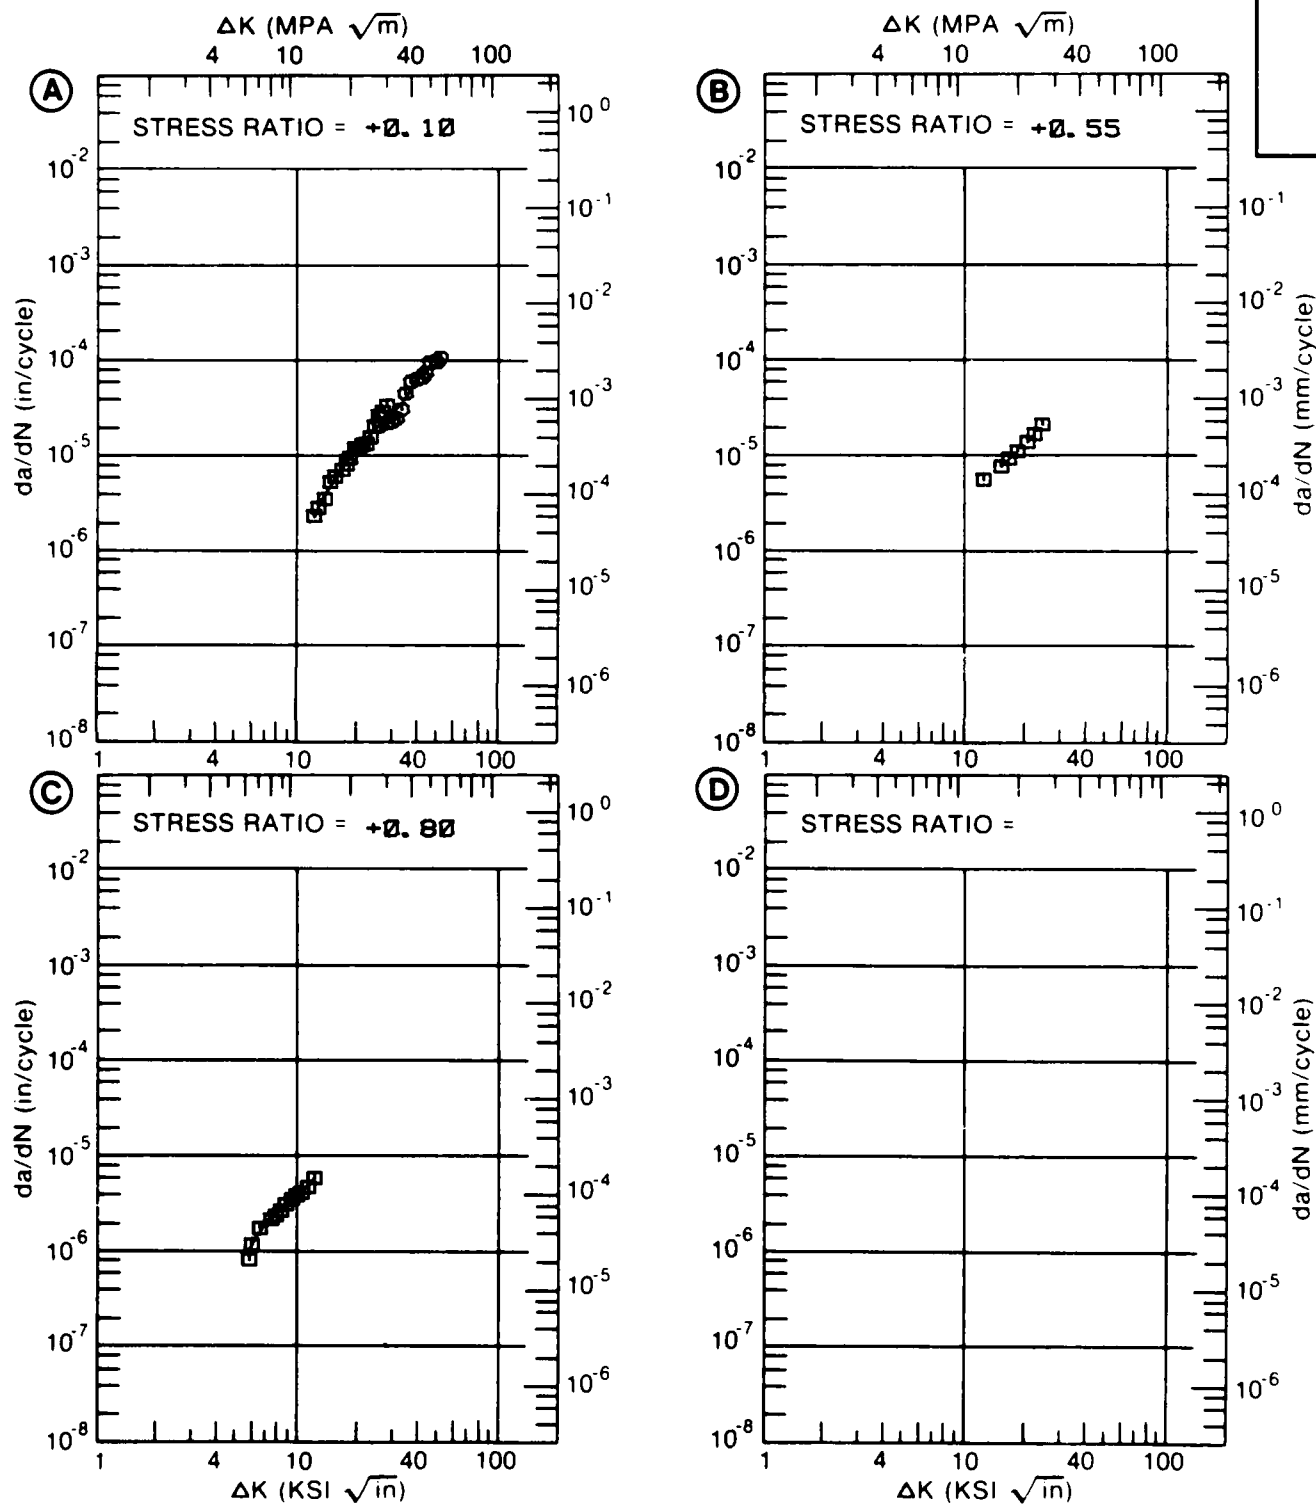 ΔK (MPA √m) ΔK (MPA √m)
4 10 40 100 4 10 40 100
A B
STRESS RATIO = +0.10 STRESS RATIO = +0.55
10^0
10^-2 10^-2
10^-1 10^-1
10^-3 10^-3
10^-2 10^-2
10^-4 10^-4
10^-3 10^-3
10^-5 10^-5
10^-4 10^-4
10^-6 10^-6
10^-5 10^-5
10^-7 10^-7
10^-6 10^-6
10^-8 10^-8
da/dN (in/cycle) da/dN (mm/cycle)
1 4 10 40 100 1 4 10 40 100
C D
STRESS RATIO = +0.80 STRESS RATIO =
10^0 10^0
10^-2 10^-2
10^-1 10^-1
10^-3 10^-3
10^-2 10^-2
10^-4 10^-4
10^-3 10^-3
10^-5 10^-5
10^-4 10^-4
10^-6 10^-6
10^-5 10^-5
10^-7 10^-7
10^-6 10^-6
10^-8 10^-8
da/dN (in/cycle) da/dN (mm/cycle)
1 4 10 40 100 1 4 10 40 100
ΔK (KSI √in) ΔK (KSI √in)